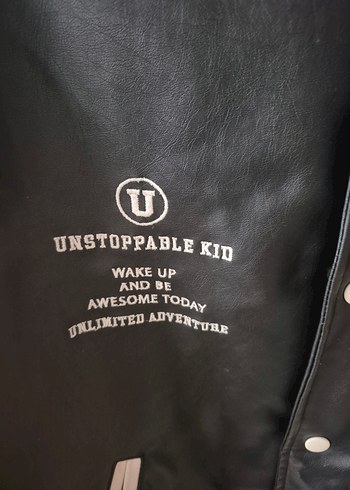 U
UNSTOPPABLE KID
WAKE UP
AND BE
AWESOME TODAY
UNLIMITED ADVENTURE